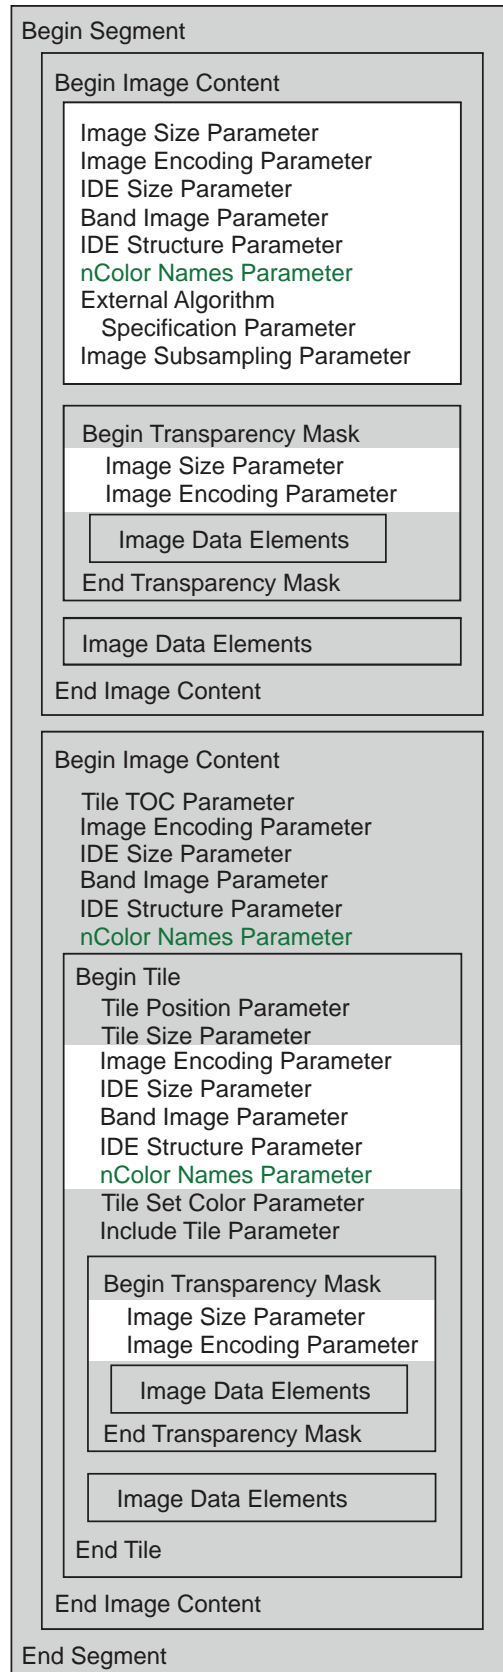 Begin Segment
Begin Image Content
Image Size Parameter
Image Encoding Parameter
IDE Size Parameter
Band Image Parameter
IDE Structure Parameter
nColor Names Parameter
External Algorithm
Specification Parameter
Image Subsampling Parameter
Begin Transparency Mask
Image Size Parameter
Image Encoding Parameter
Image Data Elements
End Transparency Mask
Image Data Elements
End Image Content
Begin Image Content
Tile TOC Parameter
Image Encoding Parameter
IDE Size Parameter
Band Image Parameter
IDE Structure Parameter
nColor Names Parameter
Begin Tile
Tile Position Parameter
Tile Size Parameter
Image Encoding Parameter
IDE Size Parameter
Band Image Parameter
IDE Structure Parameter
nColor Names Parameter
Tile Set Color Parameter
Include Tile Parameter
Begin Transparency Mask
Image Size Parameter
Image Encoding Parameter
Image Data Elements
End Transparency Mask
Image Data Elements
End Tile
End Image Content
End Segment